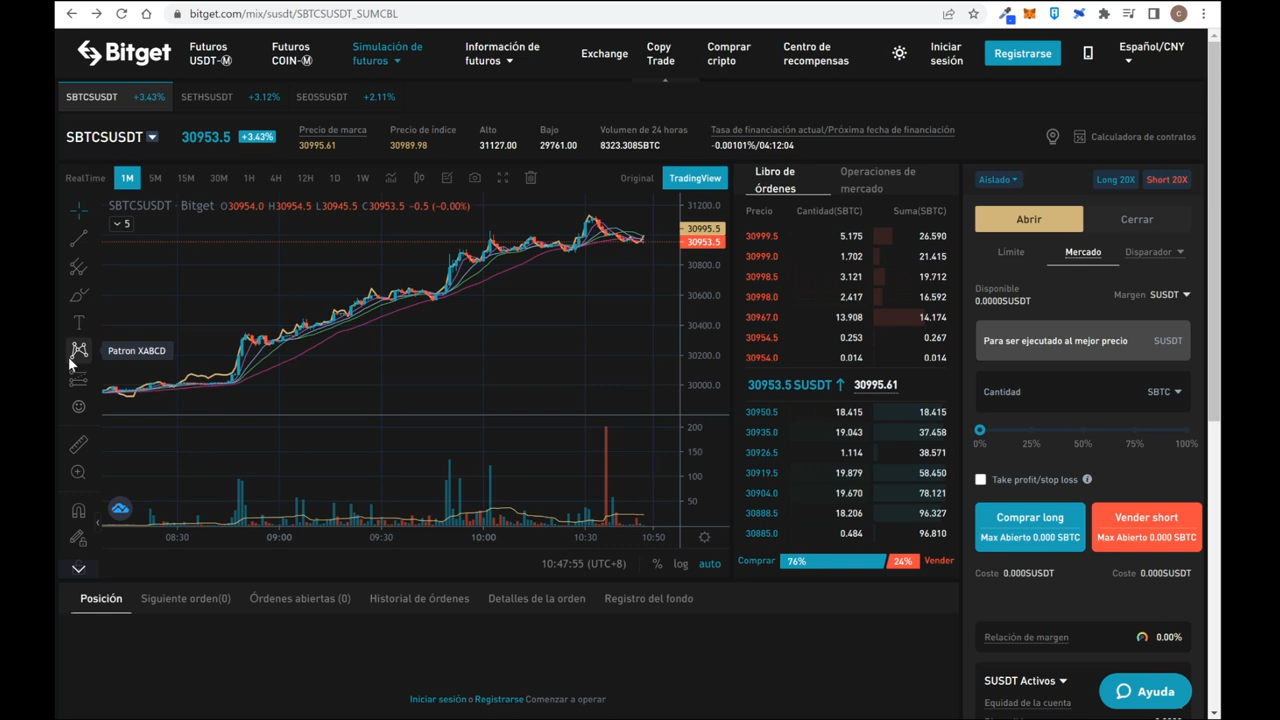 bitget.com/mix/susdt/SBTCSUSDT_SUMCBL
C
Bitget
Futuros USDT-M
Futuros COIN-M
Simulación de futuros
Información de futuros
Exchange
Copy Trade
Comprar cripto
Centro de recompensas
Iniciar sesión
Registrarse
Español/CNY
SBTCSUSDT +3.43%
SETHSUSDT +3.12%
SEOSSUSDT +2.11%
SBTCSUSDT
30953.5 +3.43%
Precio de marca
30995.61
Precio de índice
30989.98
Alto
31127.00
Bajo
29761.00
Volumen de 24 horas
8323.308SBTC
Tasa de financiación actual/Próxima fecha de financiación
-0.00101%/04:12:04
Calculadora de contratos
RealTime 1M 5M 15M 30M 1H 4H 12H 1D 1W
Original
TradingView
SBTCSUSDT · Bitget O30954.0 H30954.5 L30945.5 C30953.5 -0.5 (-0.00%)
5
Patron XABCD
31200.0
30995.5
30953.5
30800.0
30600.0
30400.0
30200.0
30000.0
200
150
100
50
08:30 09:00 09:30 10:00 10:30 10:50
10:47:55 (UTC+8) % log auto
Libro de órdenes
Operaciones de mercado
Precio Cantidad(SBTC) Suma(SBTC)
30999.5 5.175 26.590
30999.0 1.702 21.415
30998.5 3.121 19.712
30998.0 2.417 16.592
30967.0 13.908 14.174
30954.5 0.253 0.267
30954.0 0.014 0.014
30953.5 SUSDT ↑ 30995.61
30950.5 18.415 18.415
30935.0 19.043 37.458
30926.5 1.114 38.571
30919.5 19.879 58.450
30904.0 19.670 78.121
30888.5 18.206 96.327
30885.0 0.484 96.810
Comprar 76% 24% Vender
Aislado
Long 20X
Short 20X
Abrir
Cerrar
Límite
Mercado
Disparador
Disponible
0.0000SUSDT
Margen SUSDT
Para ser ejecutado al mejor precio SUSDT
Cantidad SBTC
0% 25% 50% 75% 100%
Take profit/stop loss
Comprar long
Max Abierto 0.000 SBTC
Vender short
Max Abierto 0.000 SBTC
Coste 0.000SUSDT
Coste 0.000SUSDT
Relación de margen 0.00%
SUSDT Activos
Equidad de la cuenta
Ayuda
Posición
Siguiente orden(0)
Órdenes abiertas (0)
Historial de órdenes
Detalles de la orden
Registro del fondo
Iniciar sesión o Registrarse Comenzar a operar